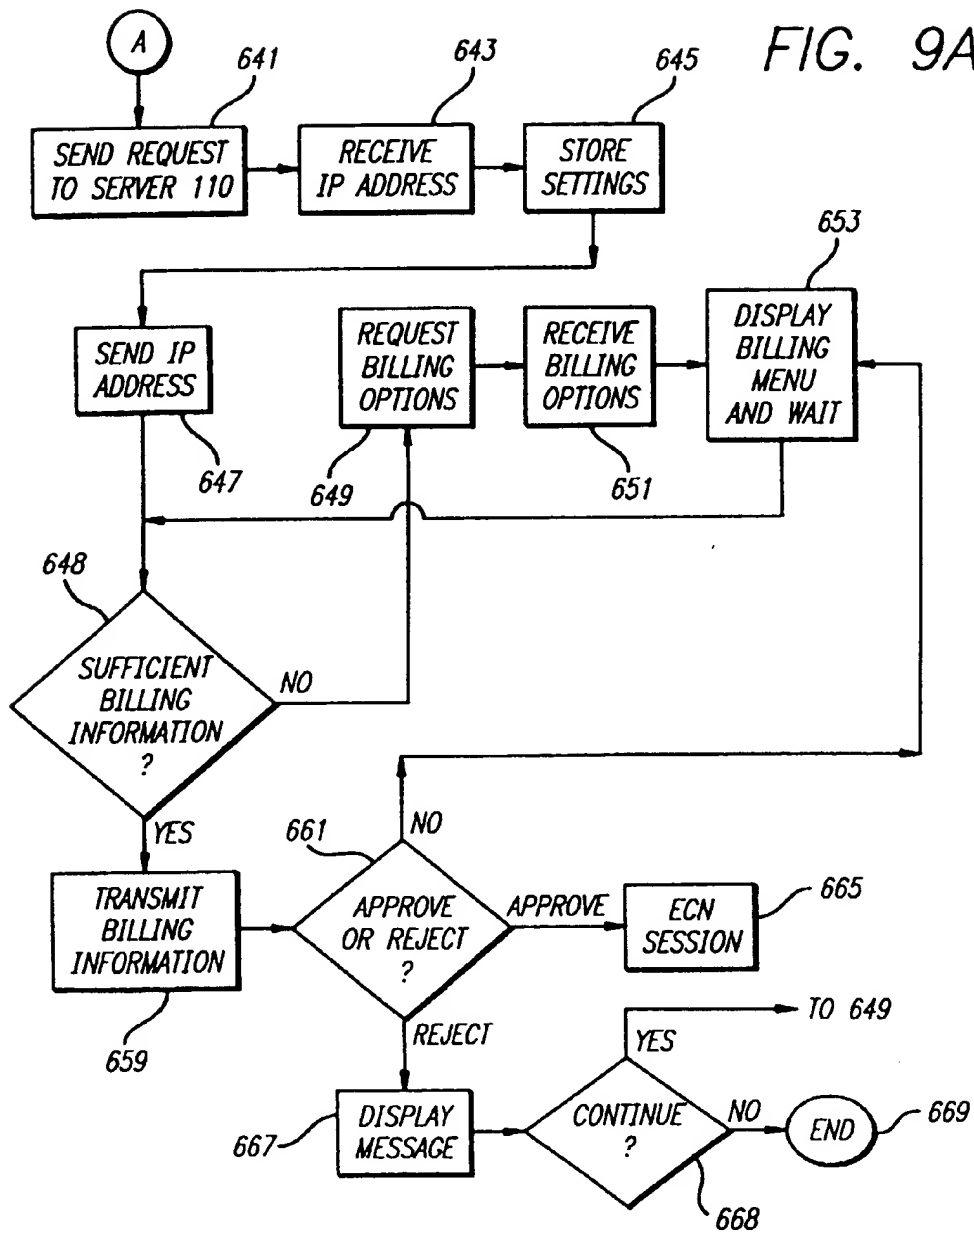 FIG. 9A
A
641
643
645
SEND REQUEST
TO SERVER 110
RECEIVE
IP ADDRESS
STORE
SETTINGS
653
SEND IP
ADDRESS
647
REQUEST
BILLING
OPTIONS
649
RECEIVE
BILLING
OPTIONS
651
DISPLAY
BILLING
MENU
AND WAIT
648
SUFFICIENT
BILLING
INFORMATION
?
NO
YES
TRANSMIT
BILLING
INFORMATION
659
661
NO
APPROVE
OR REJECT
?
APPROVE
ECN
SESSION
665
REJECT
DISPLAY
MESSAGE
667
YES
TO 649
CONTINUE
?
668
NO
END
669